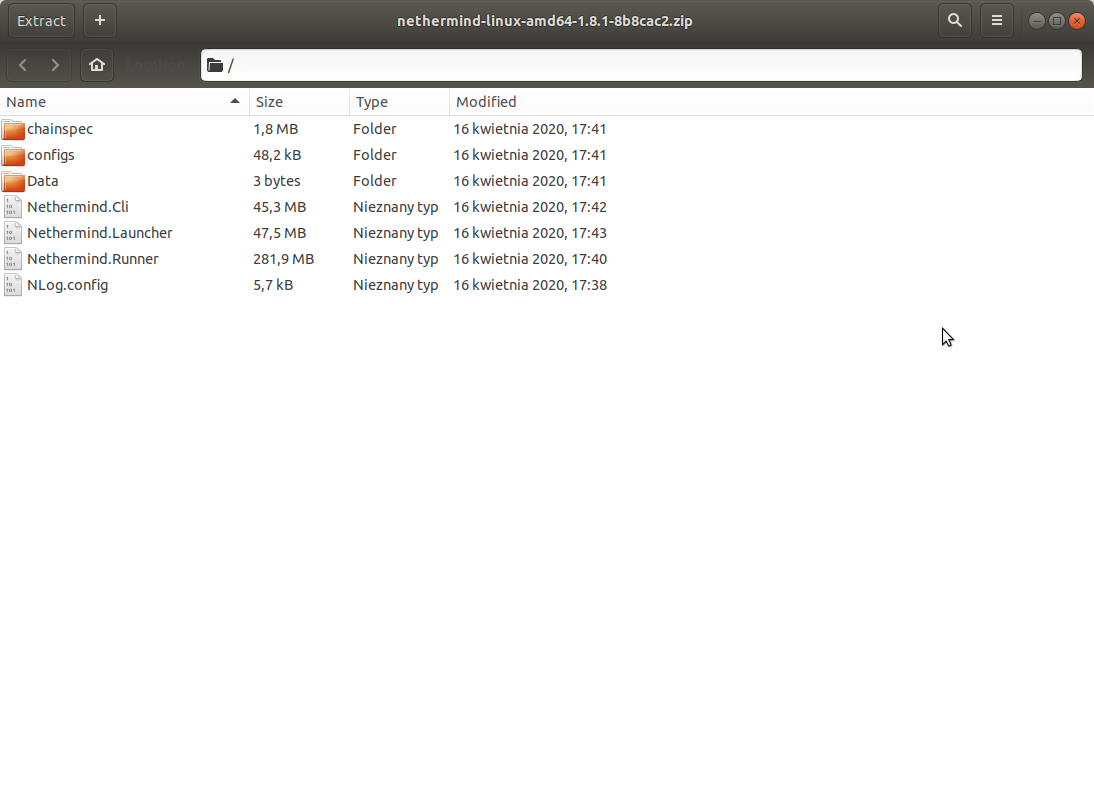 Extract + nethermind-linux-amd64-1.8.1-8b8cac2.zip
Location /
Name Size Type Modified
chainspec 1,8 MB Folder 16 kwietnia 2020, 17:41
configs 48,2 kB Folder 16 kwietnia 2020, 17:41
Data 3 bytes Folder 16 kwietnia 2020, 17:41
Nethermind.Cli 45,3 MB Nieznany typ 16 kwietnia 2020, 17:42
Nethermind.Launcher 47,5 MB Nieznany typ 16 kwietnia 2020, 17:43
Nethermind.Runner 281,9 MB Nieznany typ 16 kwietnia 2020, 17:40
NLog.config 5,7 kB Nieznany typ 16 kwietnia 2020, 17:38